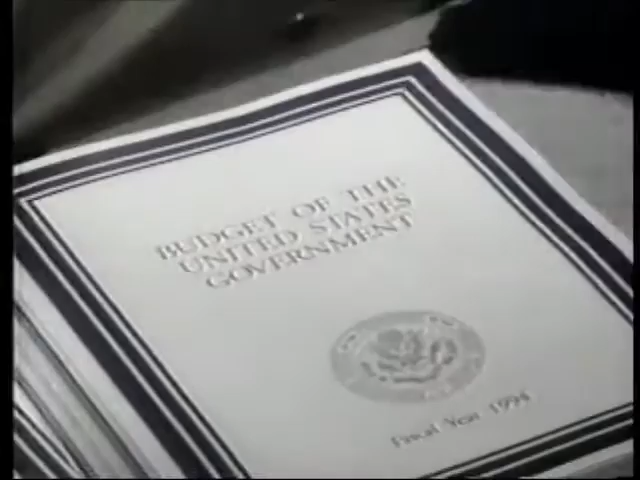 BUDGET OF THE
UNITED STATES
GOVERNMENT
Fiscal Year 1994